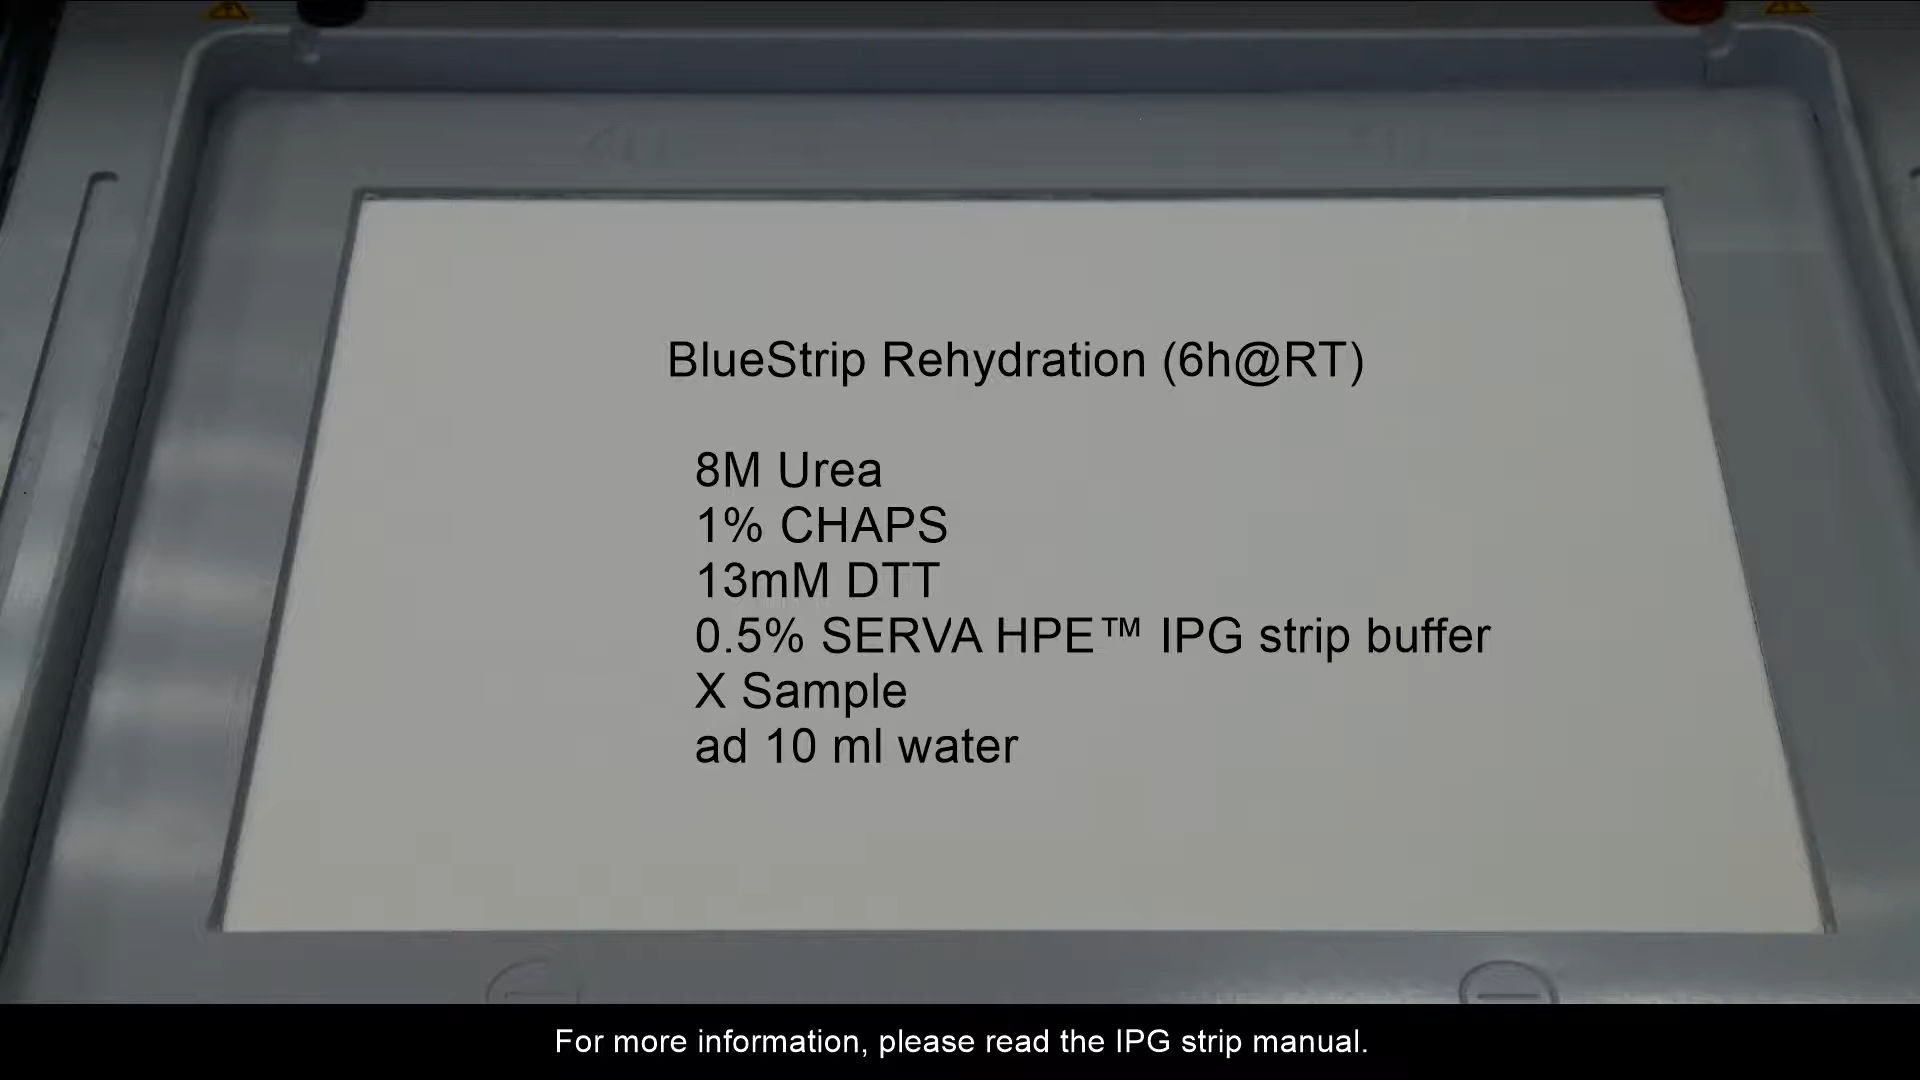 BlueStrip Rehydration (6h@RT)
8M Urea
1% CHAPS
13mM DTT
0.5% SERVA HPE™ IPG strip buffer
X Sample
ad 10 ml water
For more information, please read the IPG strip manual.